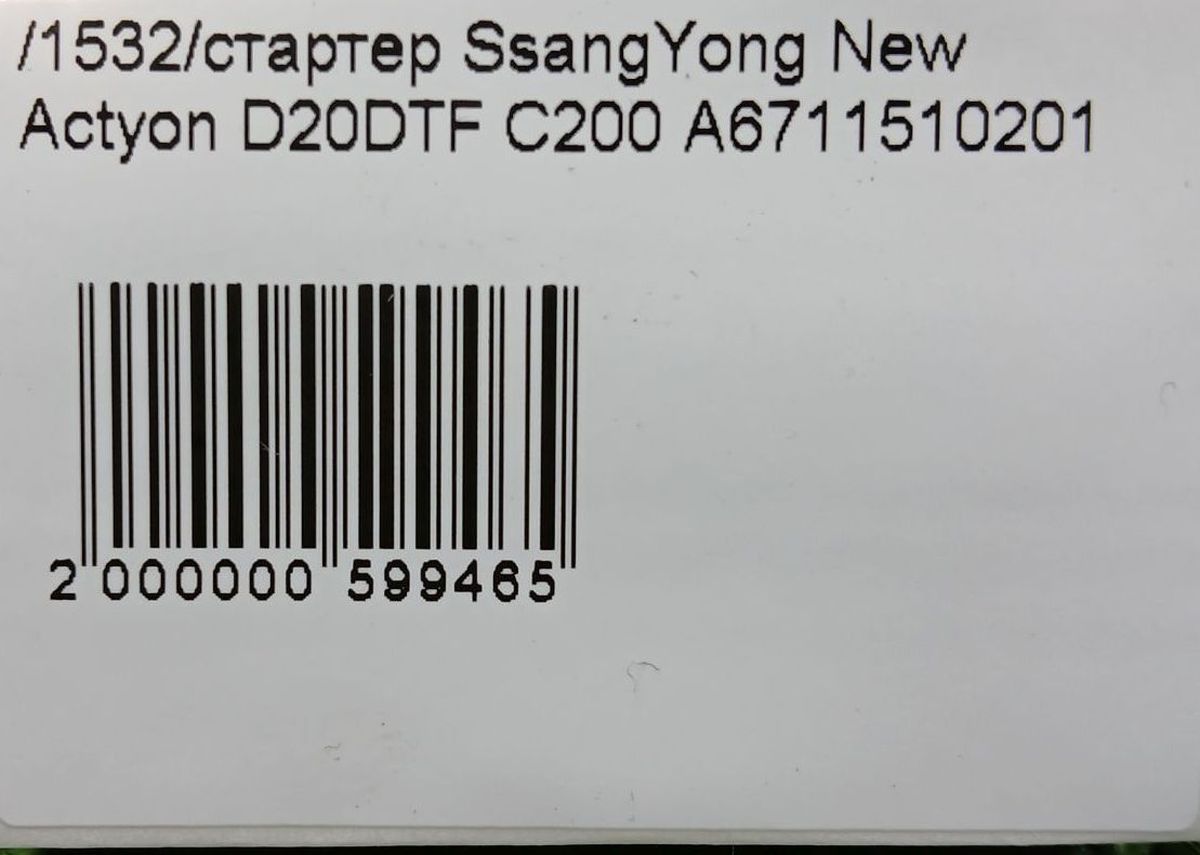 /1532/стартер SsangYong New
Actyon D20DTF C200 A6711510201
2 000000 599465